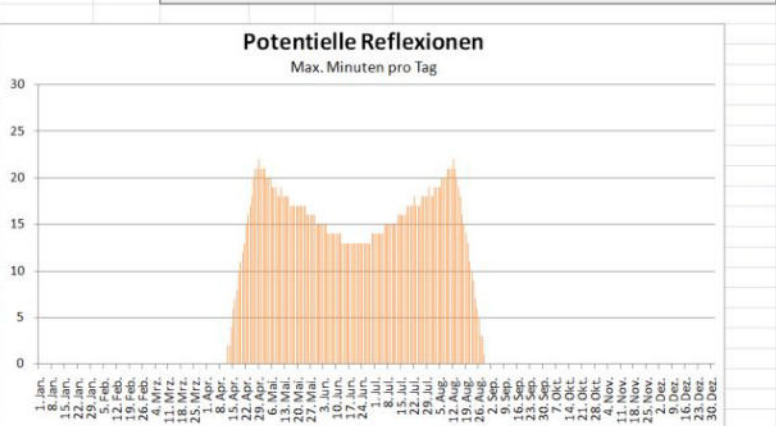 Potentielle Reflexionen
Max. Minuten pro Tag
30
25
20
15
10
5
0
1. Jan.
8. Jan.
15. Jan.
22. Jan.
29. Jan.
5. Feb.
12. Feb.
19. Feb.
26. Feb.
4. Mrz.
11. Mrz.
18. Mrz.
25. Mrz.
1. Apr.
8. Apr.
15. Apr.
22. Apr.
29. Apr.
6. Mai.
13. Mai.
20. Mai.
27. Mai.
3. Jun.
10. Jun.
17. Jun.
24. Jun.
1. Jul.
8. Jul.
15. Jul.
22. Jul.
29. Jul.
5. Aug.
12. Aug.
19. Aug.
26. Aug.
2. Sep.
9. Sep.
16. Sep.
23. Sep.
30. Sep.
7. Okt.
14. Okt.
21. Okt.
28. Okt.
4. Nov.
11. Nov.
18. Nov.
25. Nov.
2. Dez.
9. Dez.
16. Dez.
23. Dez.
30. Dez.